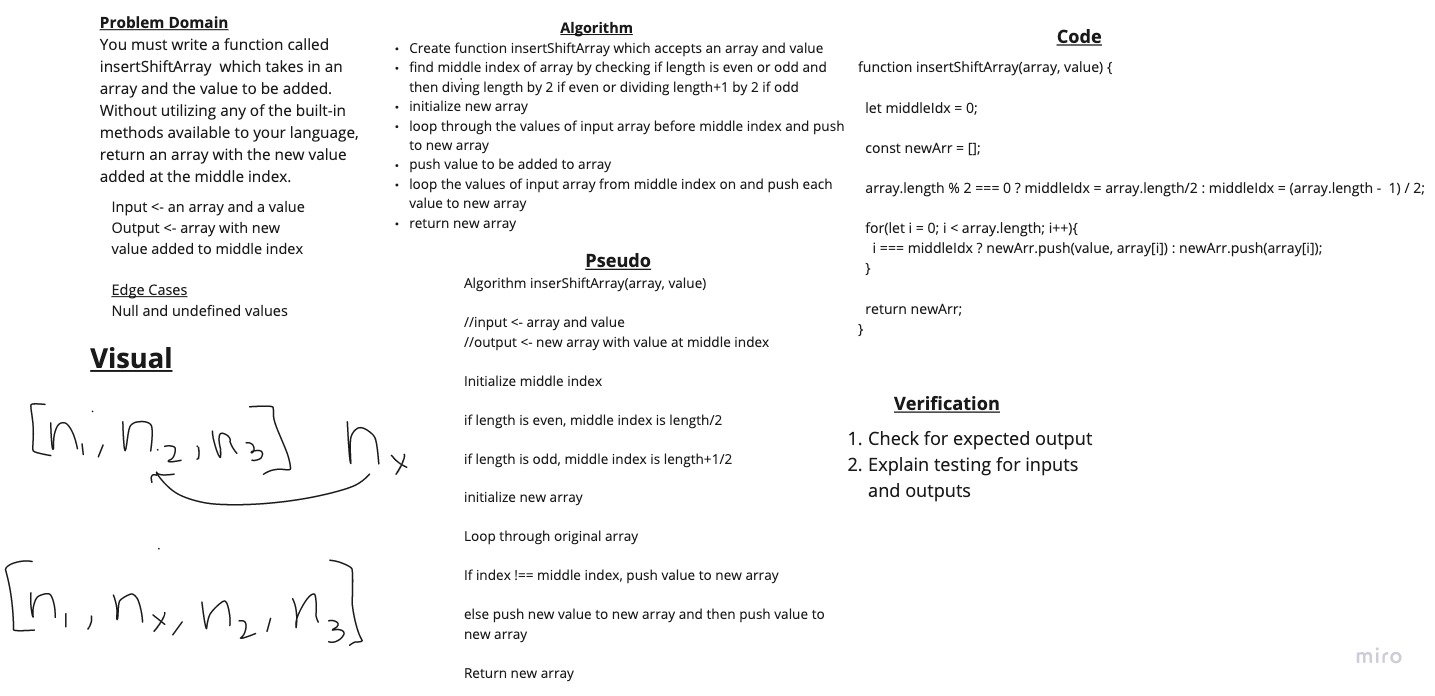 Problem Domain
You must write a function called
insertShiftArray which takes in an
array and the value to be added.
Without utilizing any of the built-in
methods available to your language,
return an array with the new value
added at the middle index.
Input <- an array and a value
Output <- array with new
value added to middle index
Edge Cases
Null and undefined values
Visual
[n1, n2, n3] nx
[n1, nx, n2, n3]
Algorithm
• Create function insertShiftArray which accepts an array and value
• find middle index of array by checking if length is even or odd and
then diving length by 2 if even or dividing length+1 by 2 if odd
• initialize new array
• loop through the values of input array before middle index and push
to new array
• push value to be added to array
• loop the values of input array from middle index on and push each
value to new array
• return new array
Pseudo
Algorithm inserShiftArray(array, value)
//input <- array and value
//output <- new array with value at middle index
Initialize middle index
if length is even, middle index is length/2
if length is odd, middle index is length+1/2
initialize new array
Loop through original array
If index !== middle index, push value to new array
else push new value to new array and then push value to
new array
Return new array
Code
function insertShiftArray(array, value) {
let middleIdx = 0;
const newArr = [];
array.length % 2 === 0 ? middleIdx = array.length/2 : middleIdx = (array.length - 1) / 2;
for(let i = 0; i < array.length; i++){
i === middleIdx ? newArr.push(value, array[i]) : newArr.push(array[i]);
}
return newArr;
}
Verification
1. Check for expected output
2. Explain testing for inputs
and outputs
miro